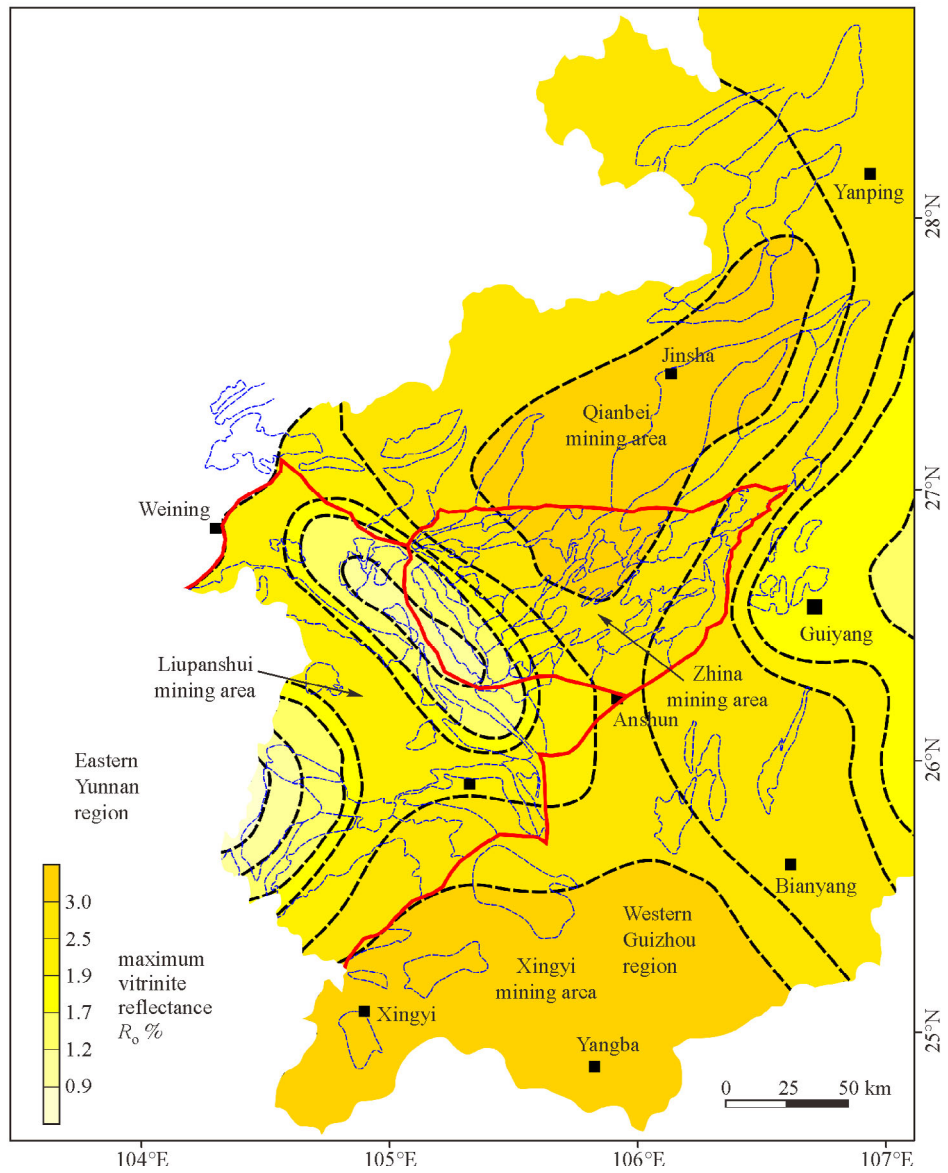 Yanping
28°N
Jinsha
Qianbei
mining area
27°N
Weining
Guiyang
Liupanshui
mining area
Zhina
mining area
Anshun
26°N
Eastern
Yunnan
region
Bianyang
3.0
2.5
1.9
1.7
1.2
0.9
maximum
vitrinite
reflectance
Ro %
Western
Guizhou
region
Xingyi
mining area
Xingyi
25°N
Yangba
0 25 50 km
104°E 105°E 106°E 107°E